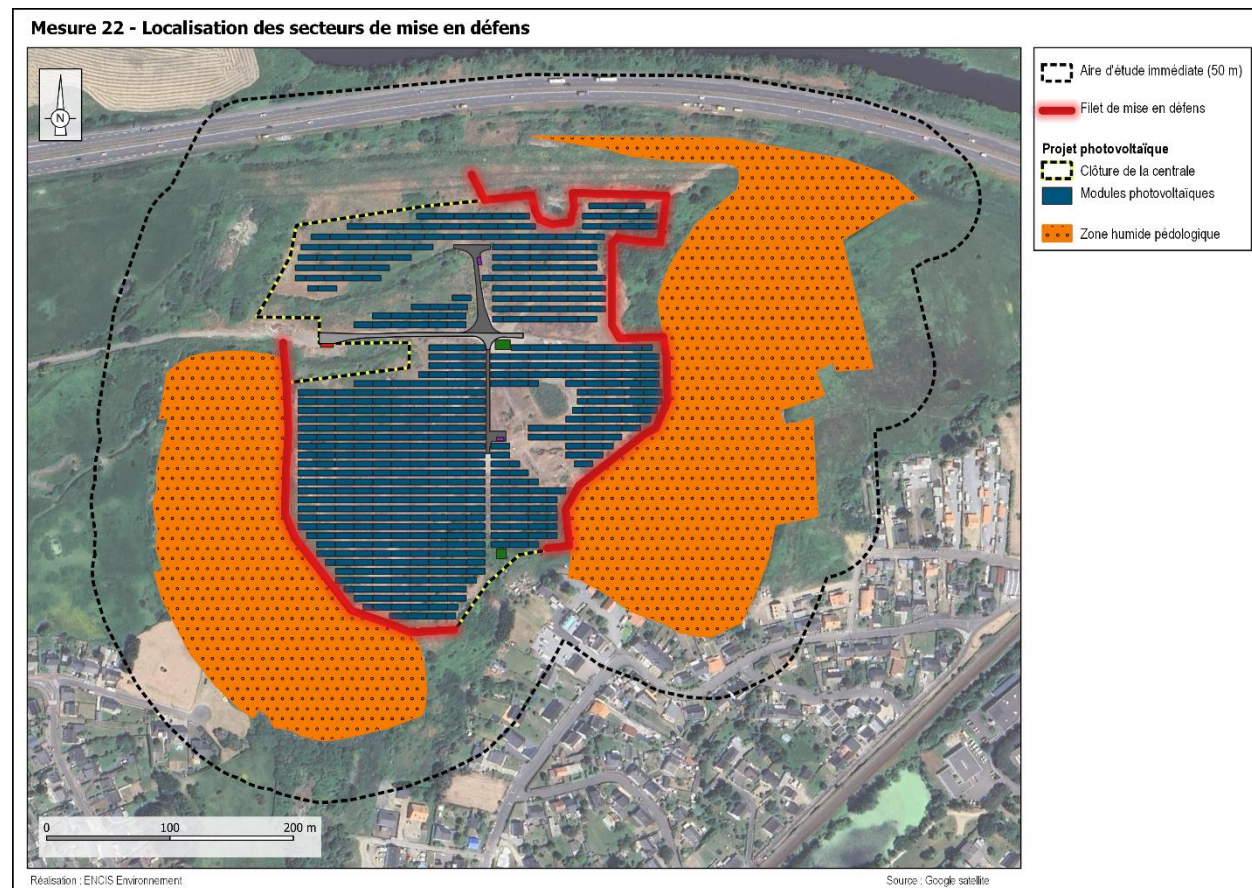 Mesure 22 - Localisation des secteurs de mise en défens
N
Aire d'étude immédiate (50 m)
Filet de mise en défens
Projet photovoltaïque
Clôture de la centrale
Modules photovoltaïques
Zone humide pédologique
0 100 200 m
Réalisation : ENCIS Environnement
Source : Google satellite